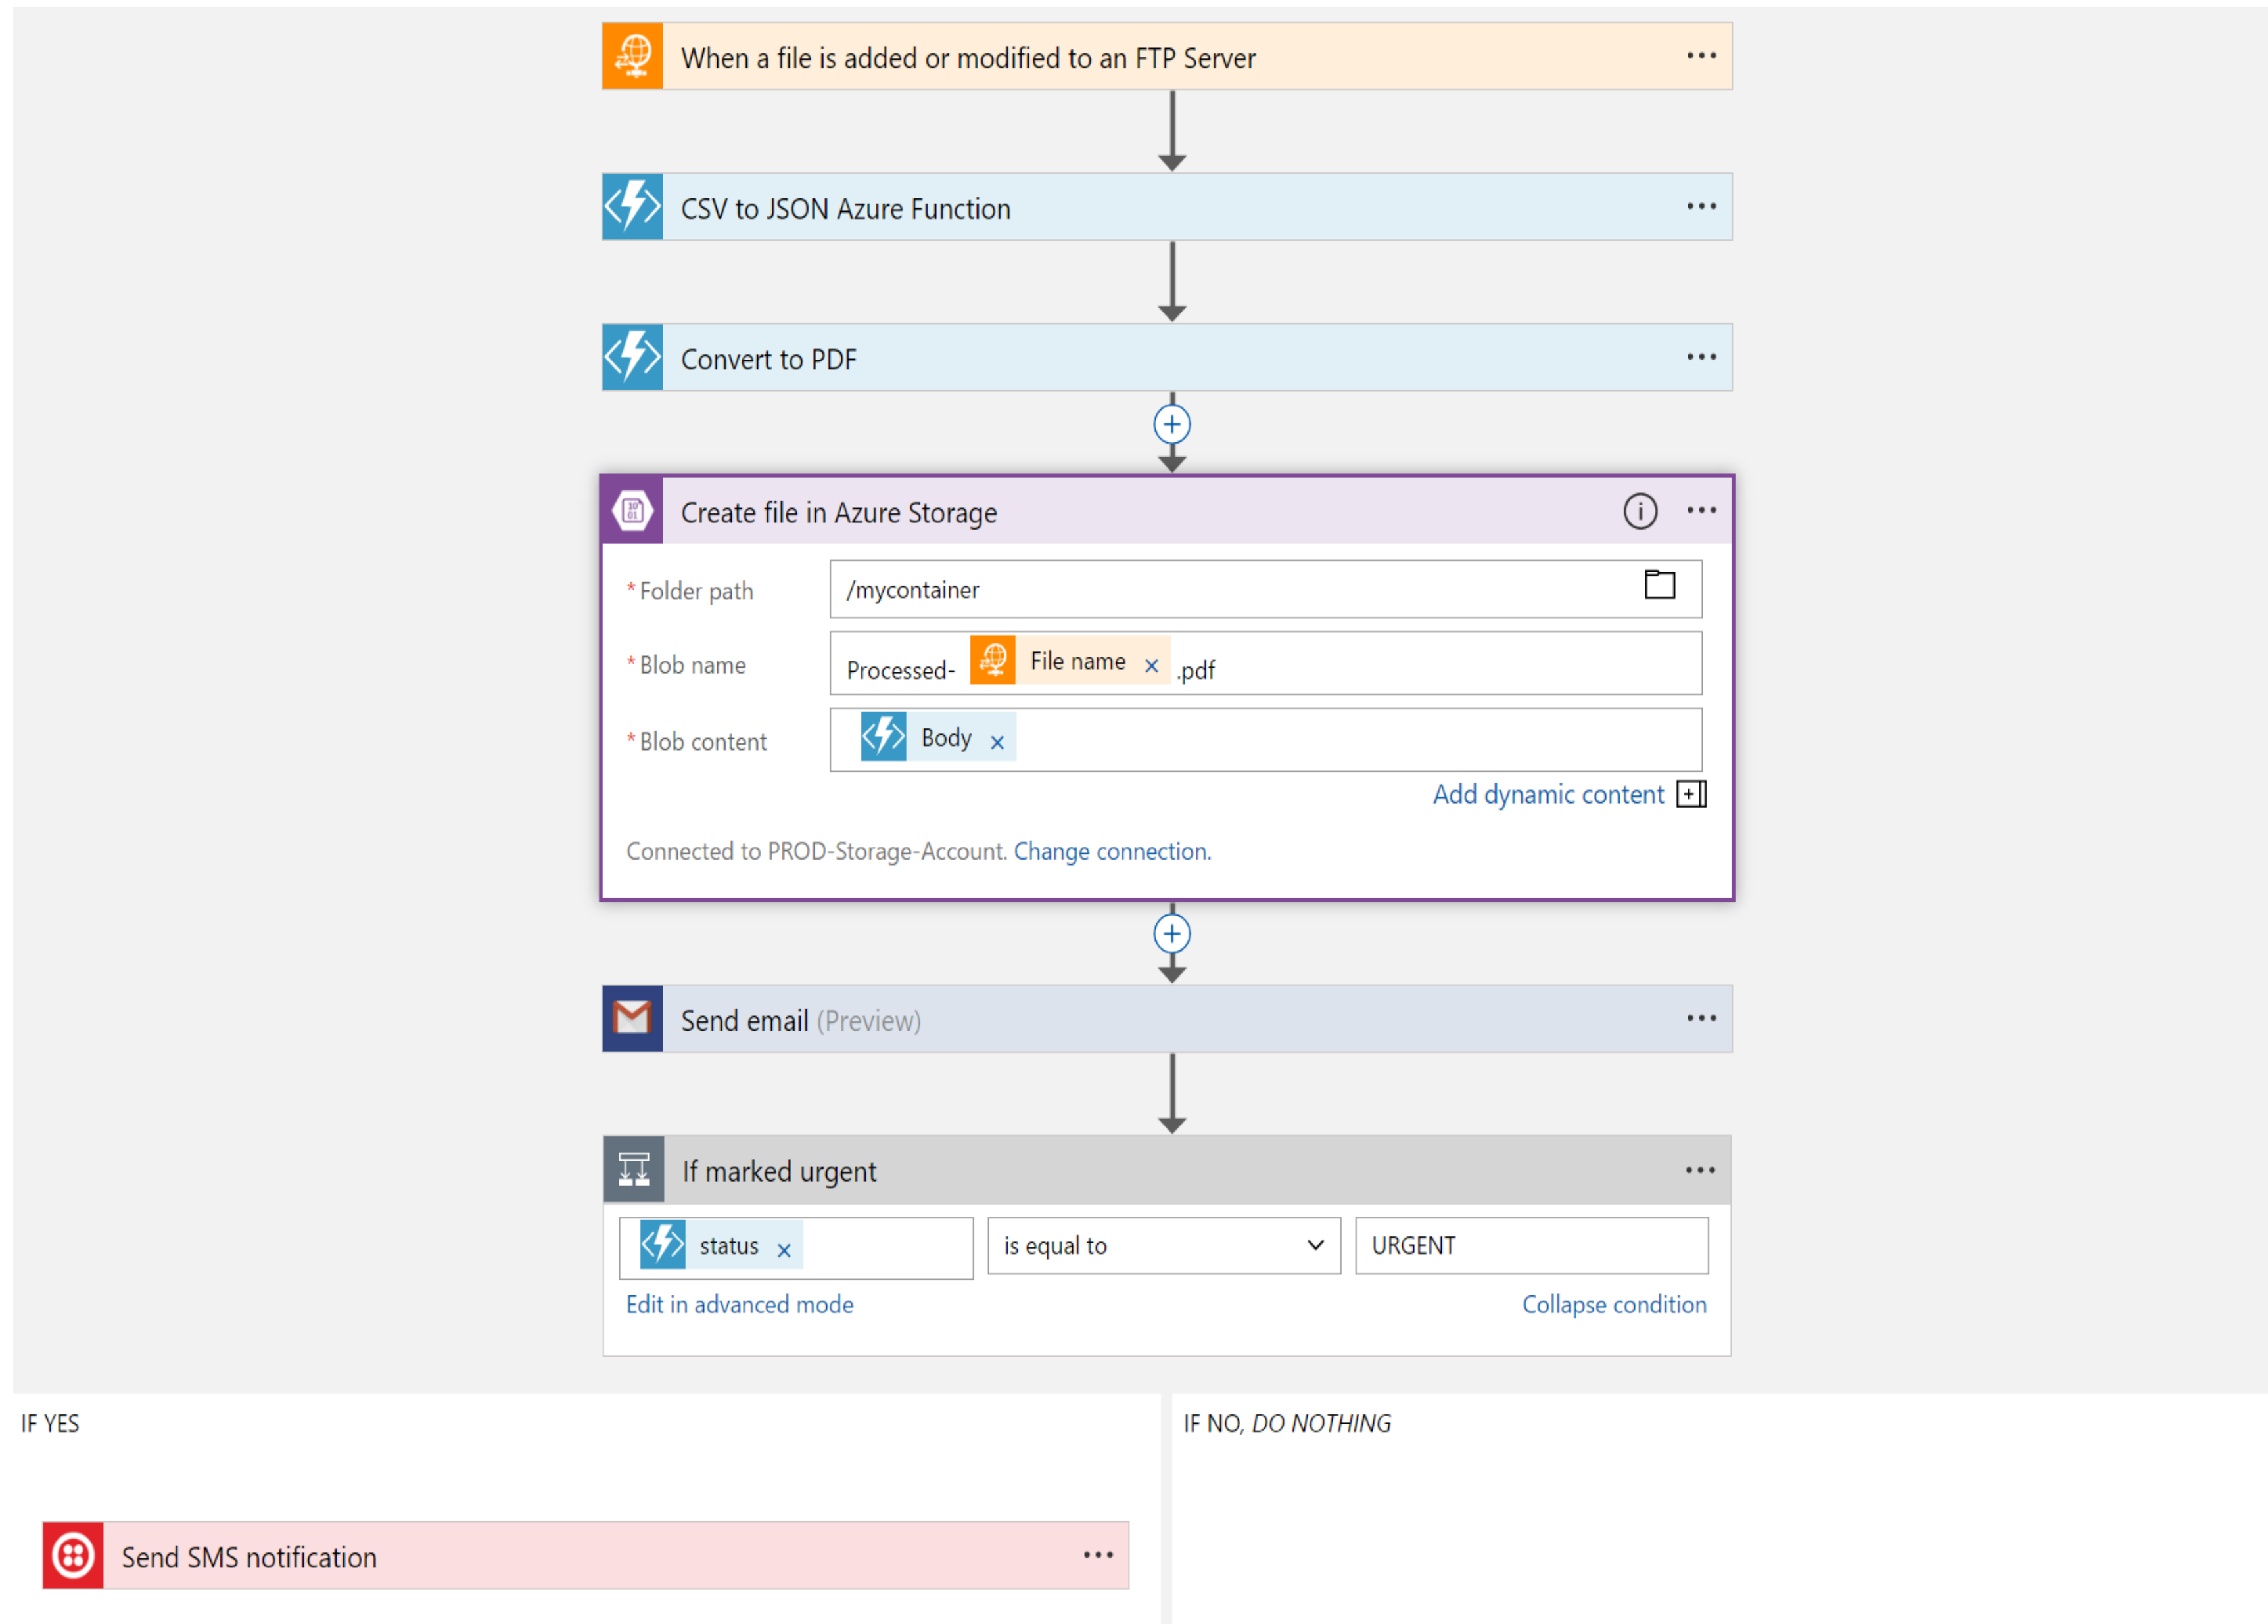 When a file is added or modified to an FTP Server
CSV to JSON Azure Function
Convert to PDF
Create file in Azure Storage
* Folder path /mycontainer
* Blob name Processed- File name × .pdf
* Blob content Body ×
Add dynamic content
Connected to PROD-Storage-Account. Change connection.
Send email (Preview)
If marked urgent
status × is equal to URGENT
Edit in advanced mode Collapse condition
IF YES
IF NO, DO NOTHING
Send SMS notification